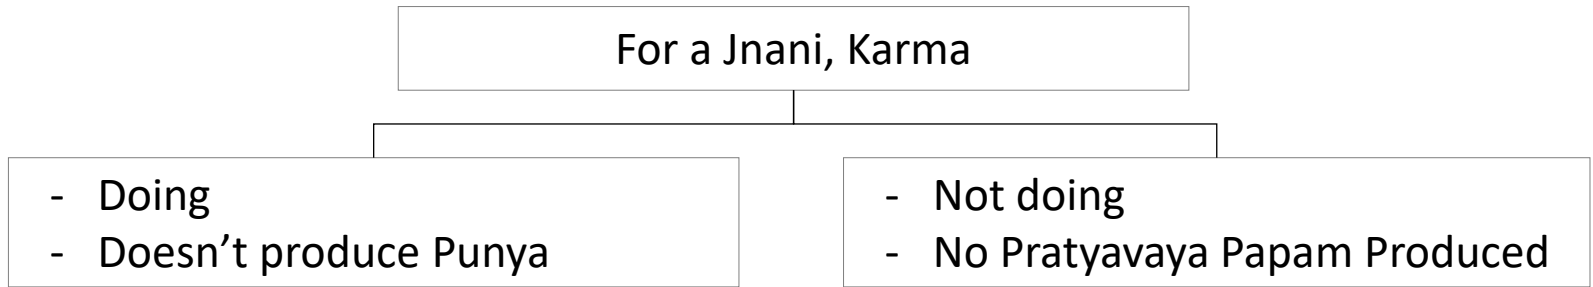 For a Jnani, Karma
- Doing
- Doesn’t produce Punya
- Not doing
- No Pratyavaya Papam Produced